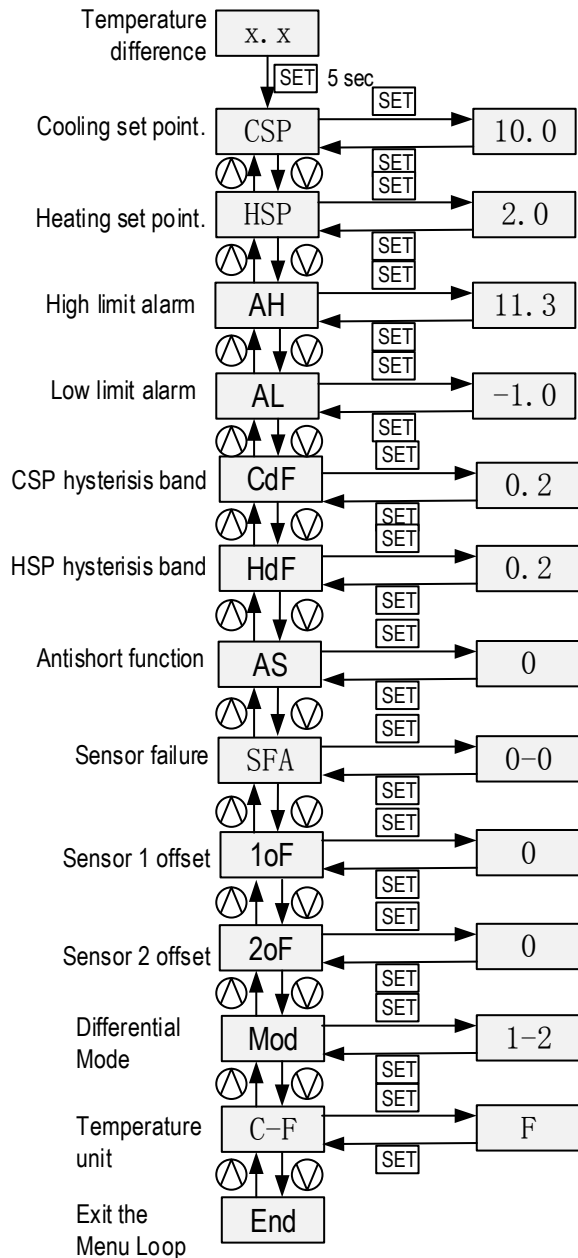 Temperature
difference
x.x
SET 5 sec
SET
Cooling set point.
CSP
10.0
SET
SET
Heating set point.
HSP
2.0
SET
SET
High limit alarm
AH
11.3
SET
SET
Low limit alarm
AL
-1.0
SET
SET
CSP hysterisis band
CdF
0.2
SET
SET
HSP hysterisis band
HdF
0.2
SET
SET
Antishort function
AS
0
SET
SET
Sensor failure
SFA
0-0
SET
SET
Sensor 1 offset
1oF
0
SET
SET
Sensor 2 offset
2oF
0
SET
SET
Differential
Mode
Mod
1-2
SET
SET
Temperature
unit
C-F
F
SET
Exit the
Menu Loop
End